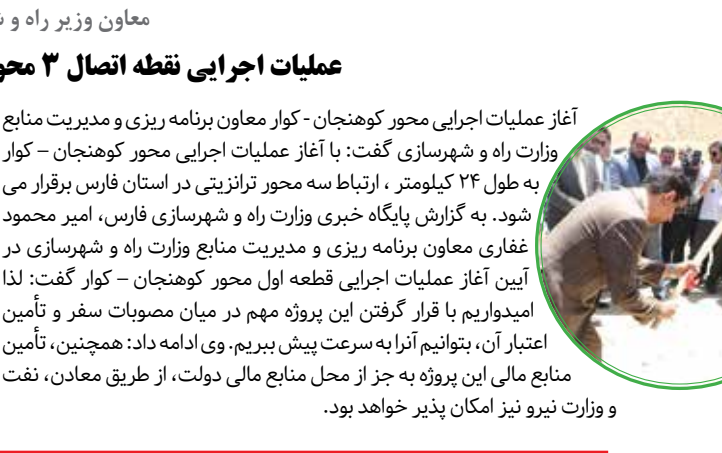 معاون وزیر راه و
عملیات اجرایی نقطه اتصال ۳
آغاز عملیات اجرایی محور کوهنجان - کوار معاون برنامه ریزی و مدیریت منابع
وزارت راه و شهرسازی گفت: با آغاز عملیات اجرایی محور کوهنجان – کوار
به طول ۲۴ کیلومتر ، ارتباط سه محور ترانزیتی در استان فارس برقرار می
شود. به گزارش پایگاه خبری وزارت راه و شهرسازی فارس، امیر محمود
غفاری معاون برنامه ریزی و مدیریت منابع وزارت راه و شهرسازی در
آیین آغاز عملیات اجرایی قطعه اول محور کوهنجان – کوار گفت: لذا
امیدواریم با قرار گرفتن این پروژه مهم در میان مصوبات سفر و تأمین
اعتبار آن، بتوانیم آنرا به سرعت پیش ببریم. وی ادامه داد: همچنین، تأمین
منابع مالی این پروژه به جز از محل منابع مالی دولت، از طریق معادن، نفت
و وزارت نیرو نیز امکان پذیر خواهد بود.